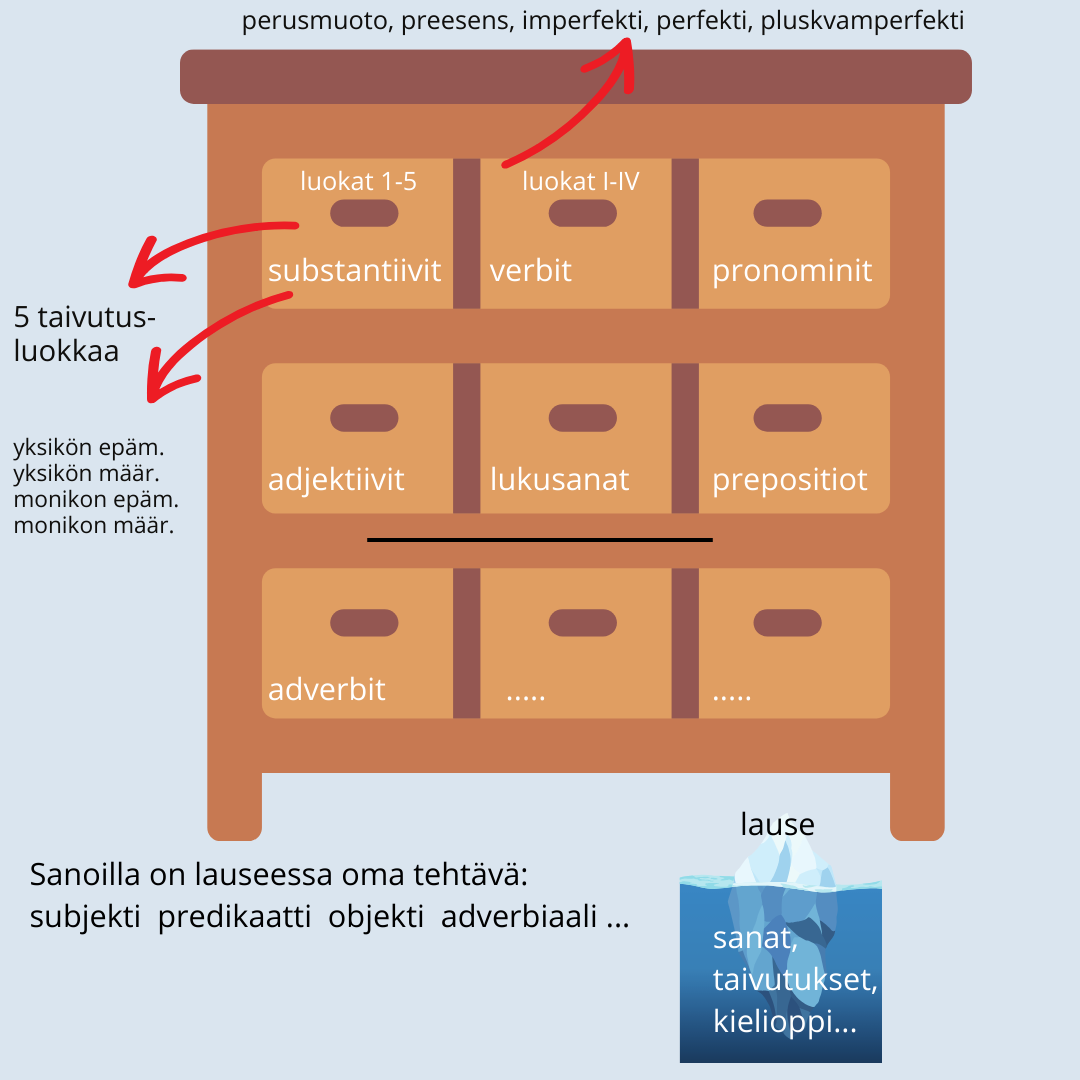 perusmuoto, preesens, imperfekti, perfekti, pluskvamperfekti
luokat 1-5
luokat I-IV
substantiivit
verbit
pronominit
5 taivutus-
luokkaa
yksikön epäm.
yksikön määr.
monikon epäm.
monikon määr.
adjektiivit
lukusanat
prepositiot
adverbit
.....
.....
lause
Sanoilla on lauseessa oma tehtävä:
subjekti predikaatti objekti adverbiaali ...
sanat,
taivutukset,
kielioppi...